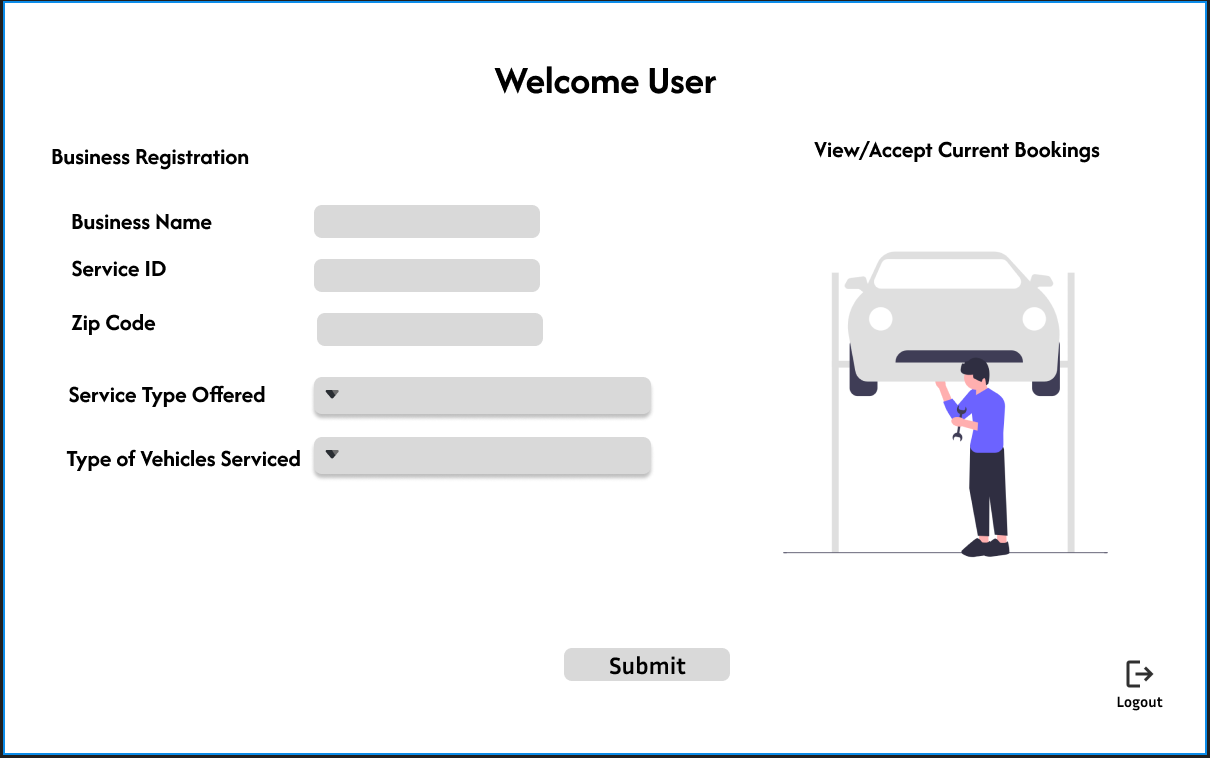 Welcome User
Business Registration
View/Accept Current Bookings
Business Name
Service ID
Zip Code
Service Type Offered
Type of Vehicles Serviced
Submit
Logout